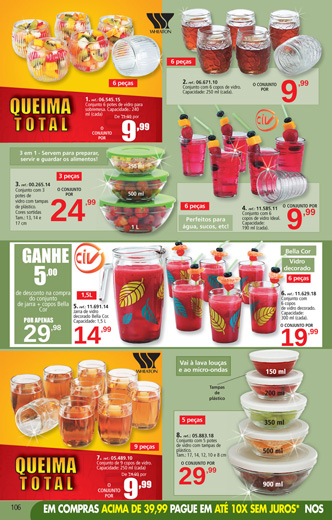 WHEATON
6 peças
QUEIMA
TOTAL
1. ref.: 06.545.15
Conjunto 6 potes de vidro para
sobremesa. Capacidade: 240
ml (cada)
O
CONJUNTO
POR
9,99
2. ref.: 06.671.10
Conjunto com 6 copos de vidro.
Capacidade: 250 ml (cada).
6 peças
O CONJUNTO
POR
9,99
3 em 1 - Servem para preparar,
servir e guardar os alimentos!
3 peças
3. ref.: 00.265.14
Conjunto com 3
potes de
vidro com tampas
de plástico.
Cores sortidas
Tam.: 13, 14 e
17 cm
O CONJUNTO
POR
24,99
500 ml
1 L
CIV
6 peças
Perfeitos para
água, sucos, etc!
4. ref.: 11.585.11
Conjunto com 6
copos de vidro Ideal.
Capacidade:
190 ml (cada)
O CONJUNTO
POR
9,99
GANHE
5,00
de desconto na compra
do conjunto
de jarra + copos Bella
Cor
POR APENAS
29,98
CIV
1,5L
5. ref.: 11.691.14
Jarra de vidro
decorado Bella Cor.
Capacidade: 1,5 L
POR
14,99
Bella Cor
Vidro
decorado
6 peças
6. ref.: 11.629.18
Conjunto com
6 copos
de vidro
decorado.
Capacidade:
300 ml (cada).
O CONJUNTO POR
19,99
WHEATON
9 peças
QUEIMA
TOTAL
7. ref.: 05.489.10
Conjunto de 9 copos de vidro.
Capacidade: 250 ml (cada)
O
CONJUNTO
POR
9,99
Vai à lava louças
e ao micro-ondas
Tampas
de
plástico
5 peças
8. ref.: 05.883.18
Conjunto com 5 potes
de vidro com tampas de
plástico.
Tam.: 17, 14, 12, 10 e 8 cm
O CONJUNTO
POR
29,99
150 ml
200 ml
350 ml
500 ml
900 ml
106
EM COMPRAS ACIMA DE 39,99 PAGUE EM ATÉ 10X SEM JUROS* NOS